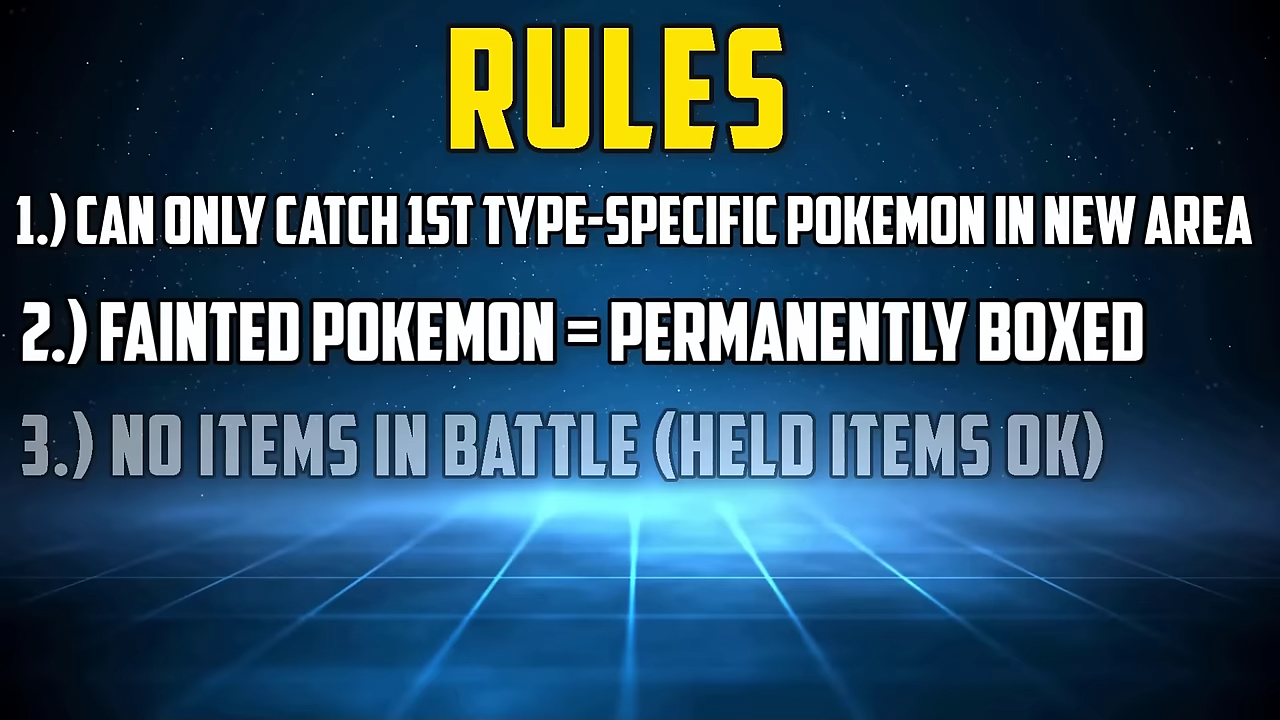 RULES
1.) CAN ONLY CATCH 1ST TYPE-SPECIFIC POKEMON IN NEW AREA
2.) FAINTED POKEMON = PERMANENTLY BOXED
3.) NO ITEMS IN BATTLE (HELD ITEMS OK)